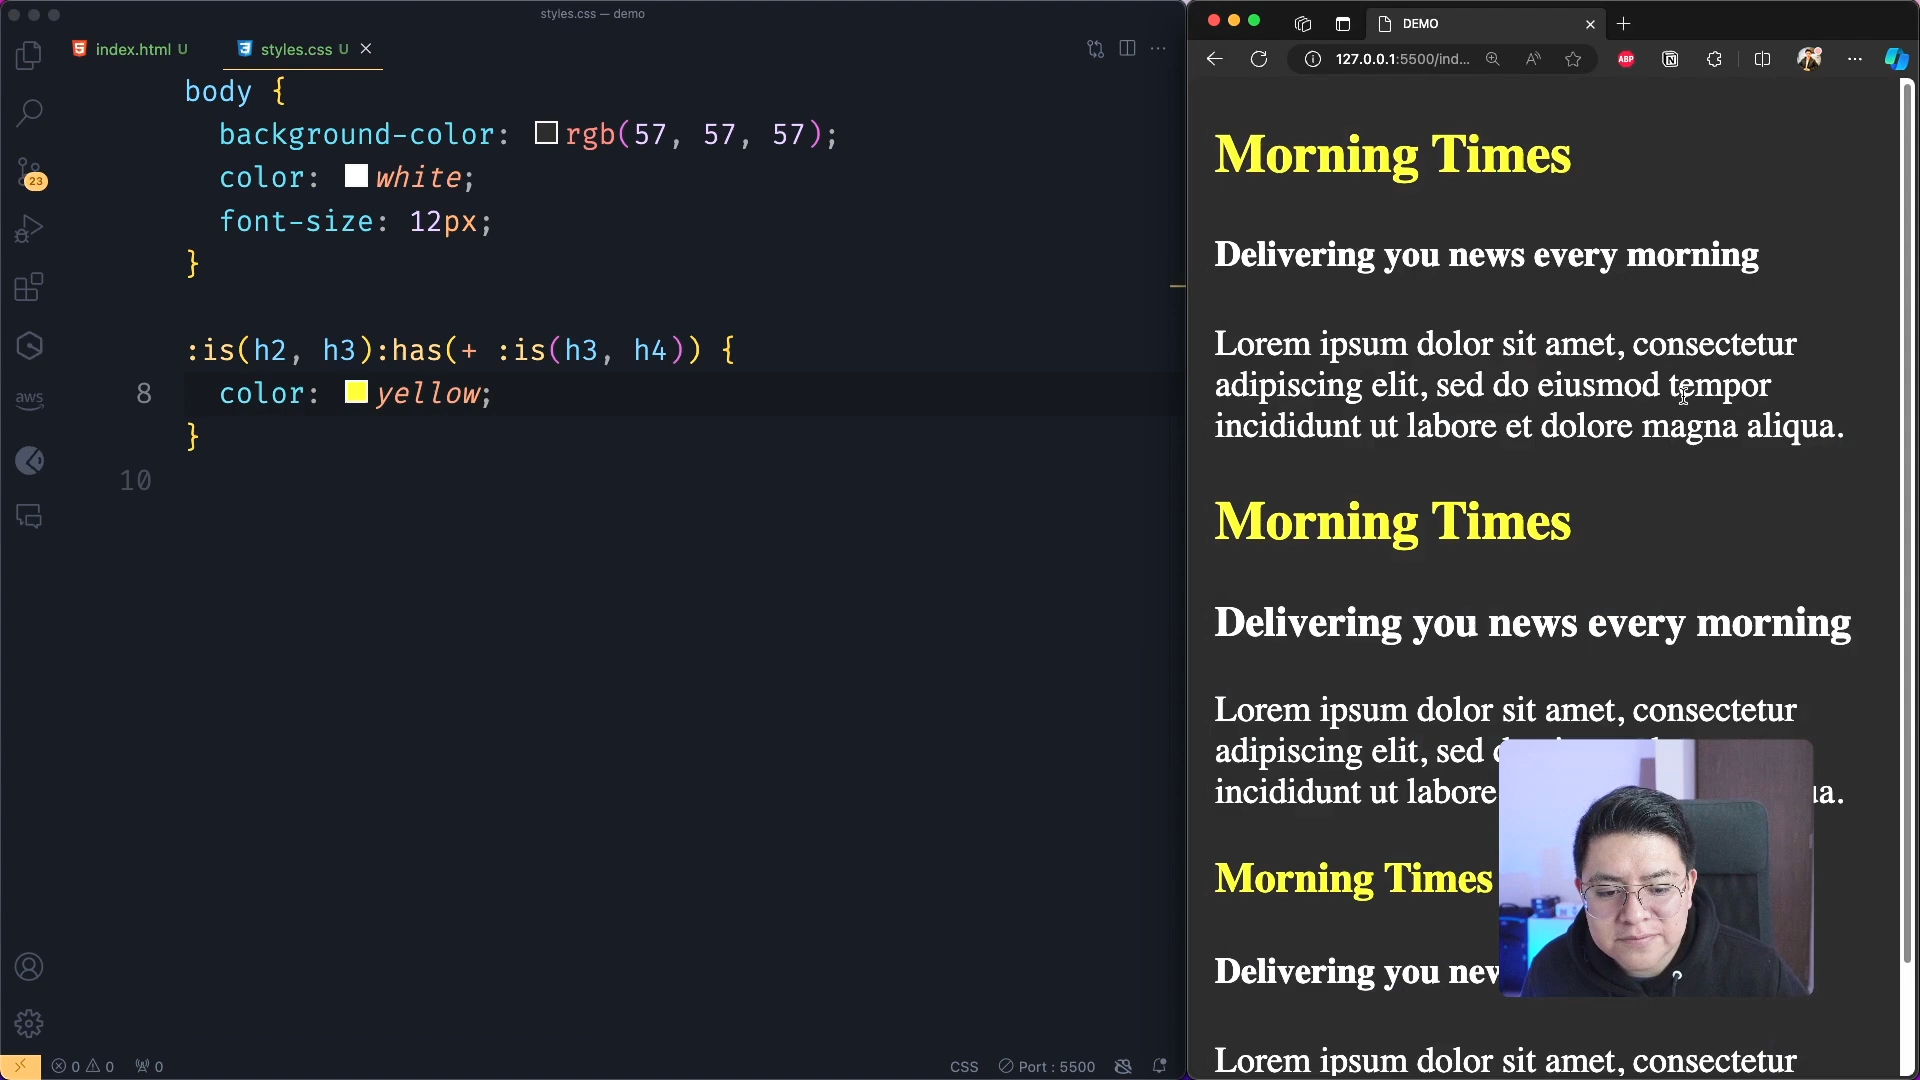 styles.css — demo
index.html U
styles.css U
body {
background-color: rgb(57, 57, 57);
color: white;
font-size: 12px;
}
:is(h2, h3):has(+ :is(h3, h4)) {
8 color: yellow;
}
10
23
aws
0 0 0
CSS Port : 5500
DEMO
127.0.0.1:5500/ind...
ABP
Morning Times
Delivering you news every morning
Lorem ipsum dolor sit amet, consectetur
adipiscing elit, sed do eiusmod tempor
incididunt ut labore et dolore magna aliqua.
Morning Times
Delivering you news every morning
Lorem ipsum dolor sit amet, consectetur
adipiscing elit, sed
incididunt ut labore
Morning Times
Delivering you
Lorem ipsum dolor sit amet, consectetur